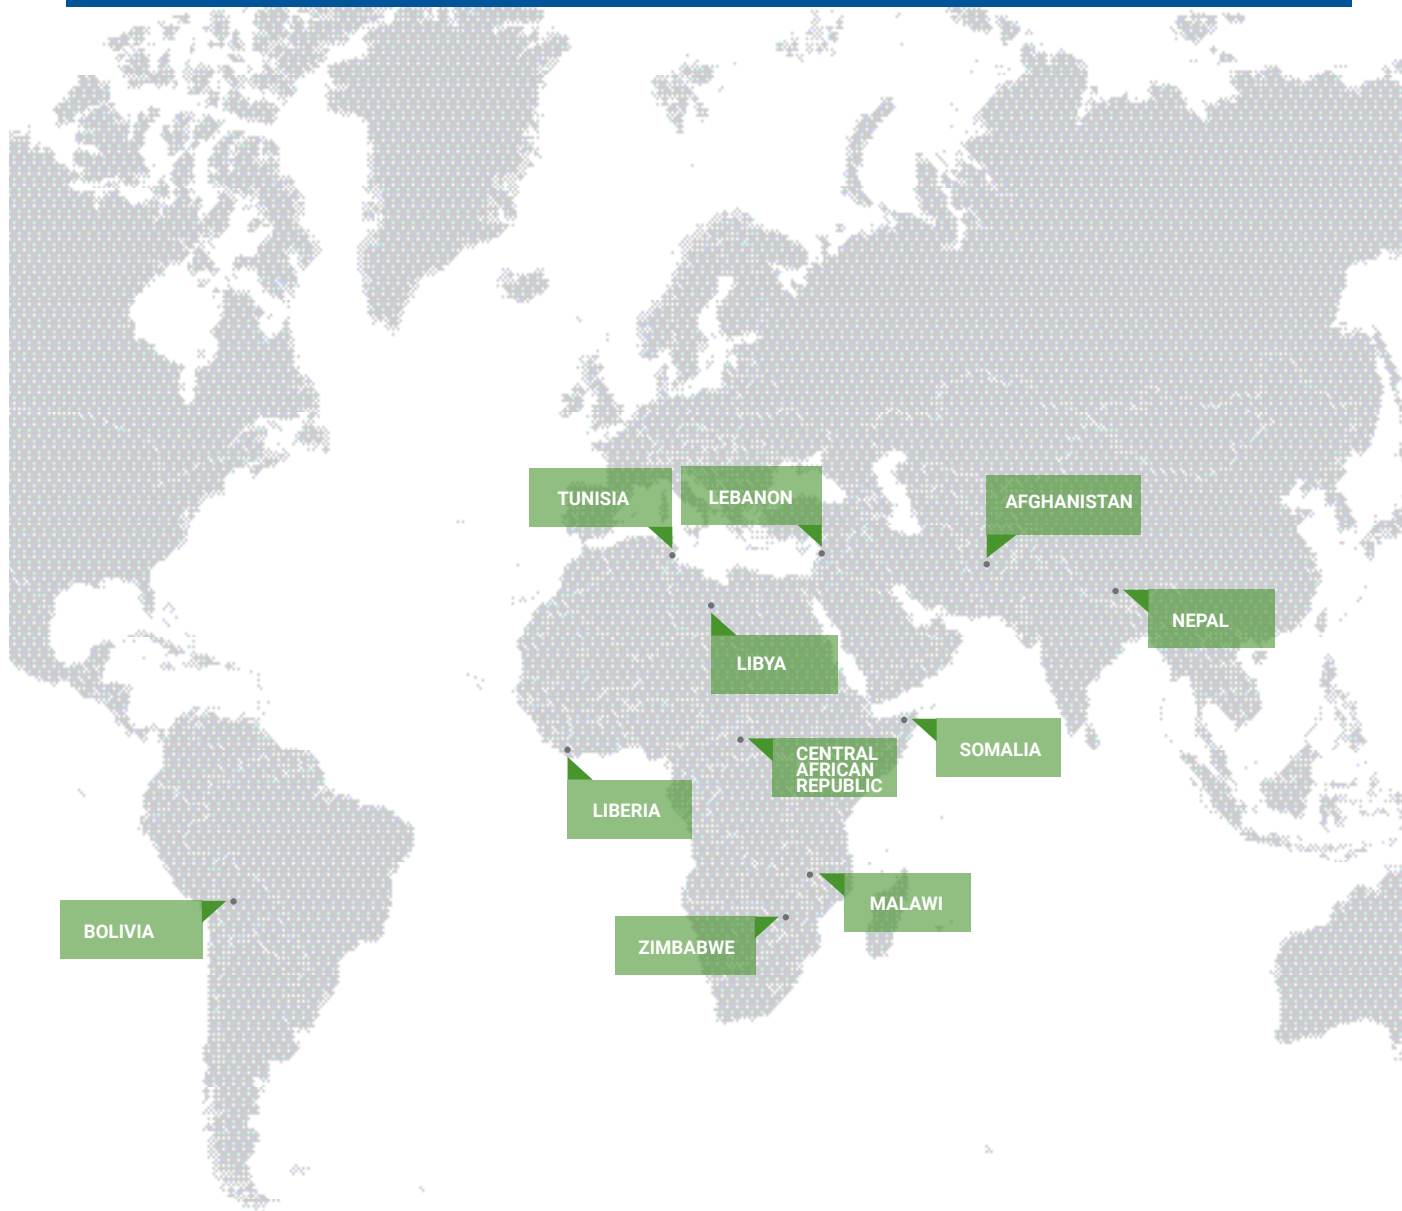 TUNISIA
LEBANON
AFGHANISTAN
NEPAL
LIBYA
SOMALIA
CENTRAL
AFRICAN
REPUBLIC
LIBERIA
MALAWI
BOLIVIA
ZIMBABWE